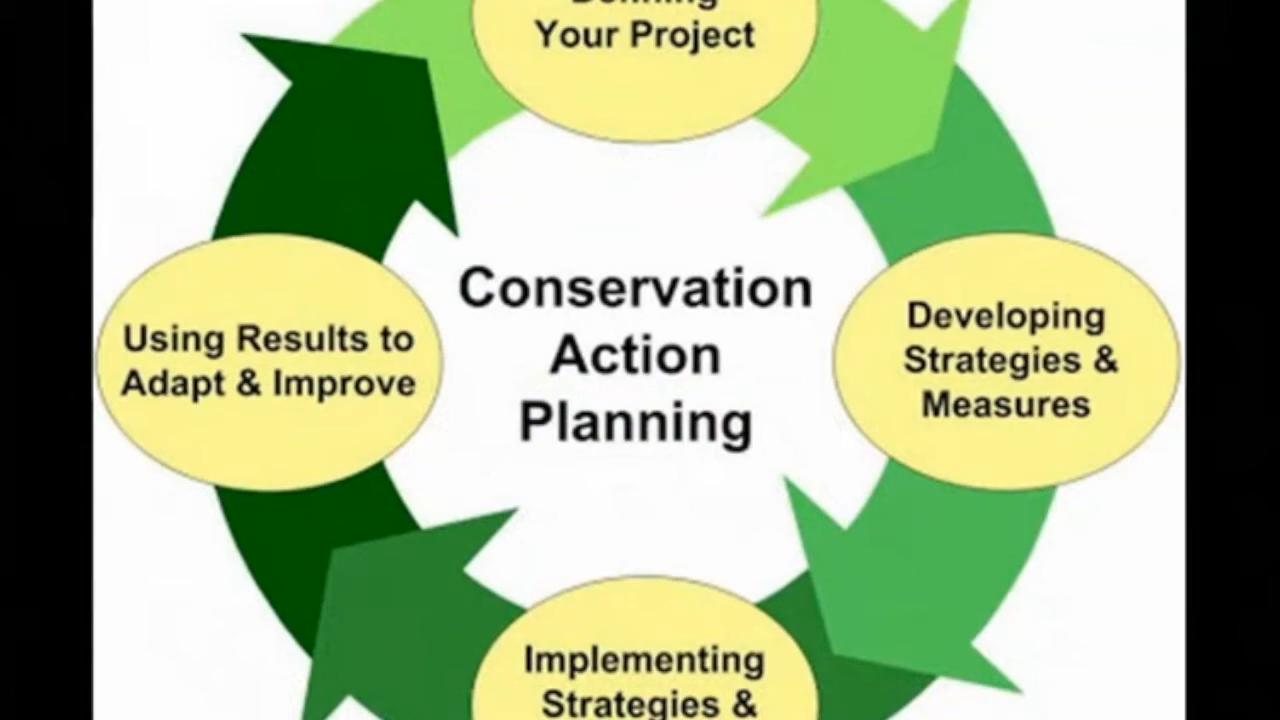 Your Project
Conservation
Action
Planning
Developing
Strategies &
Measures
Using Results to
Adapt & Improve
Implementing
Strategies &